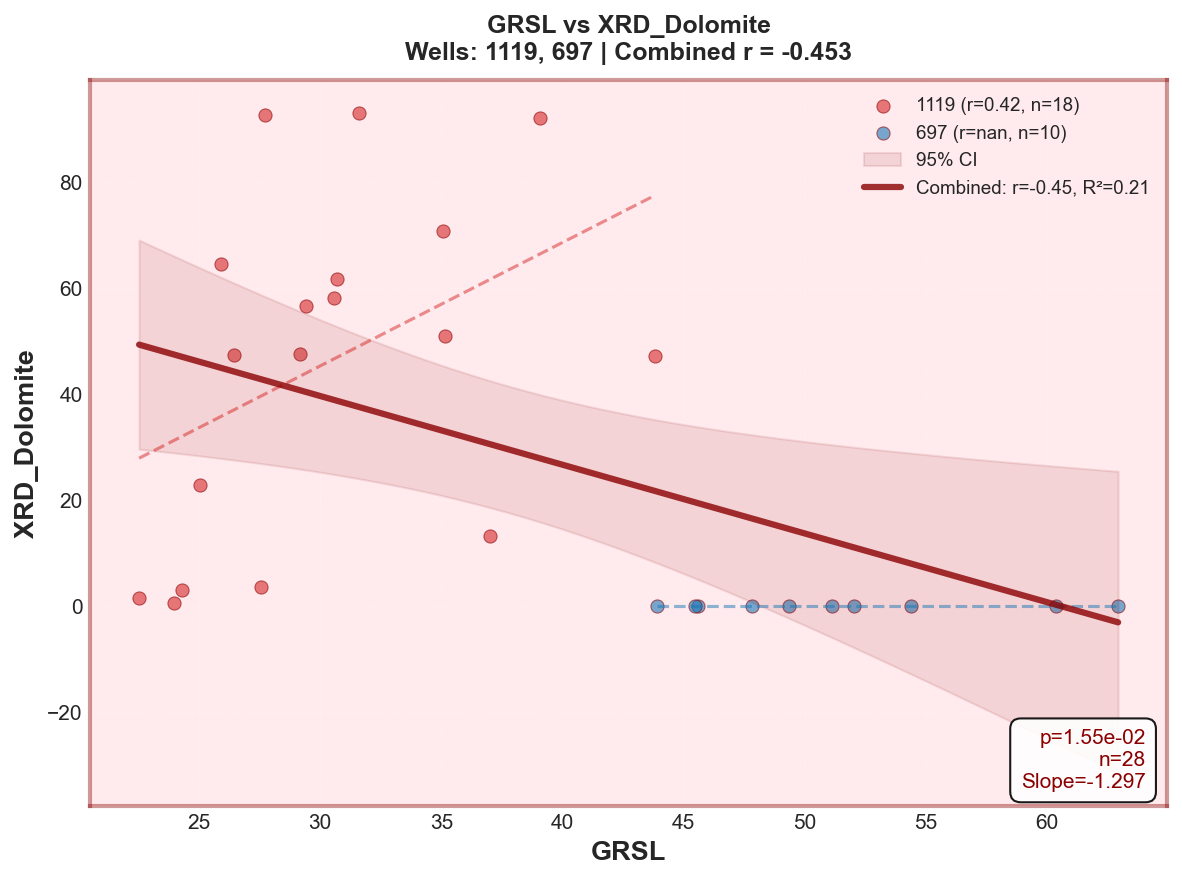 GRSL vs XRD_Dolomite
Wells: 1119, 697 | Combined r = -0.453
1119 (r=0.42, n=18)
697 (r=nan, n=10)
95% CI
Combined: r=-0.45, R²=0.21
XRD_Dolomite
80
60
40
20
0
−20
p=1.55e-02
n=28
Slope=-1.297
25 30 35 40 45 50 55 60
GRSL